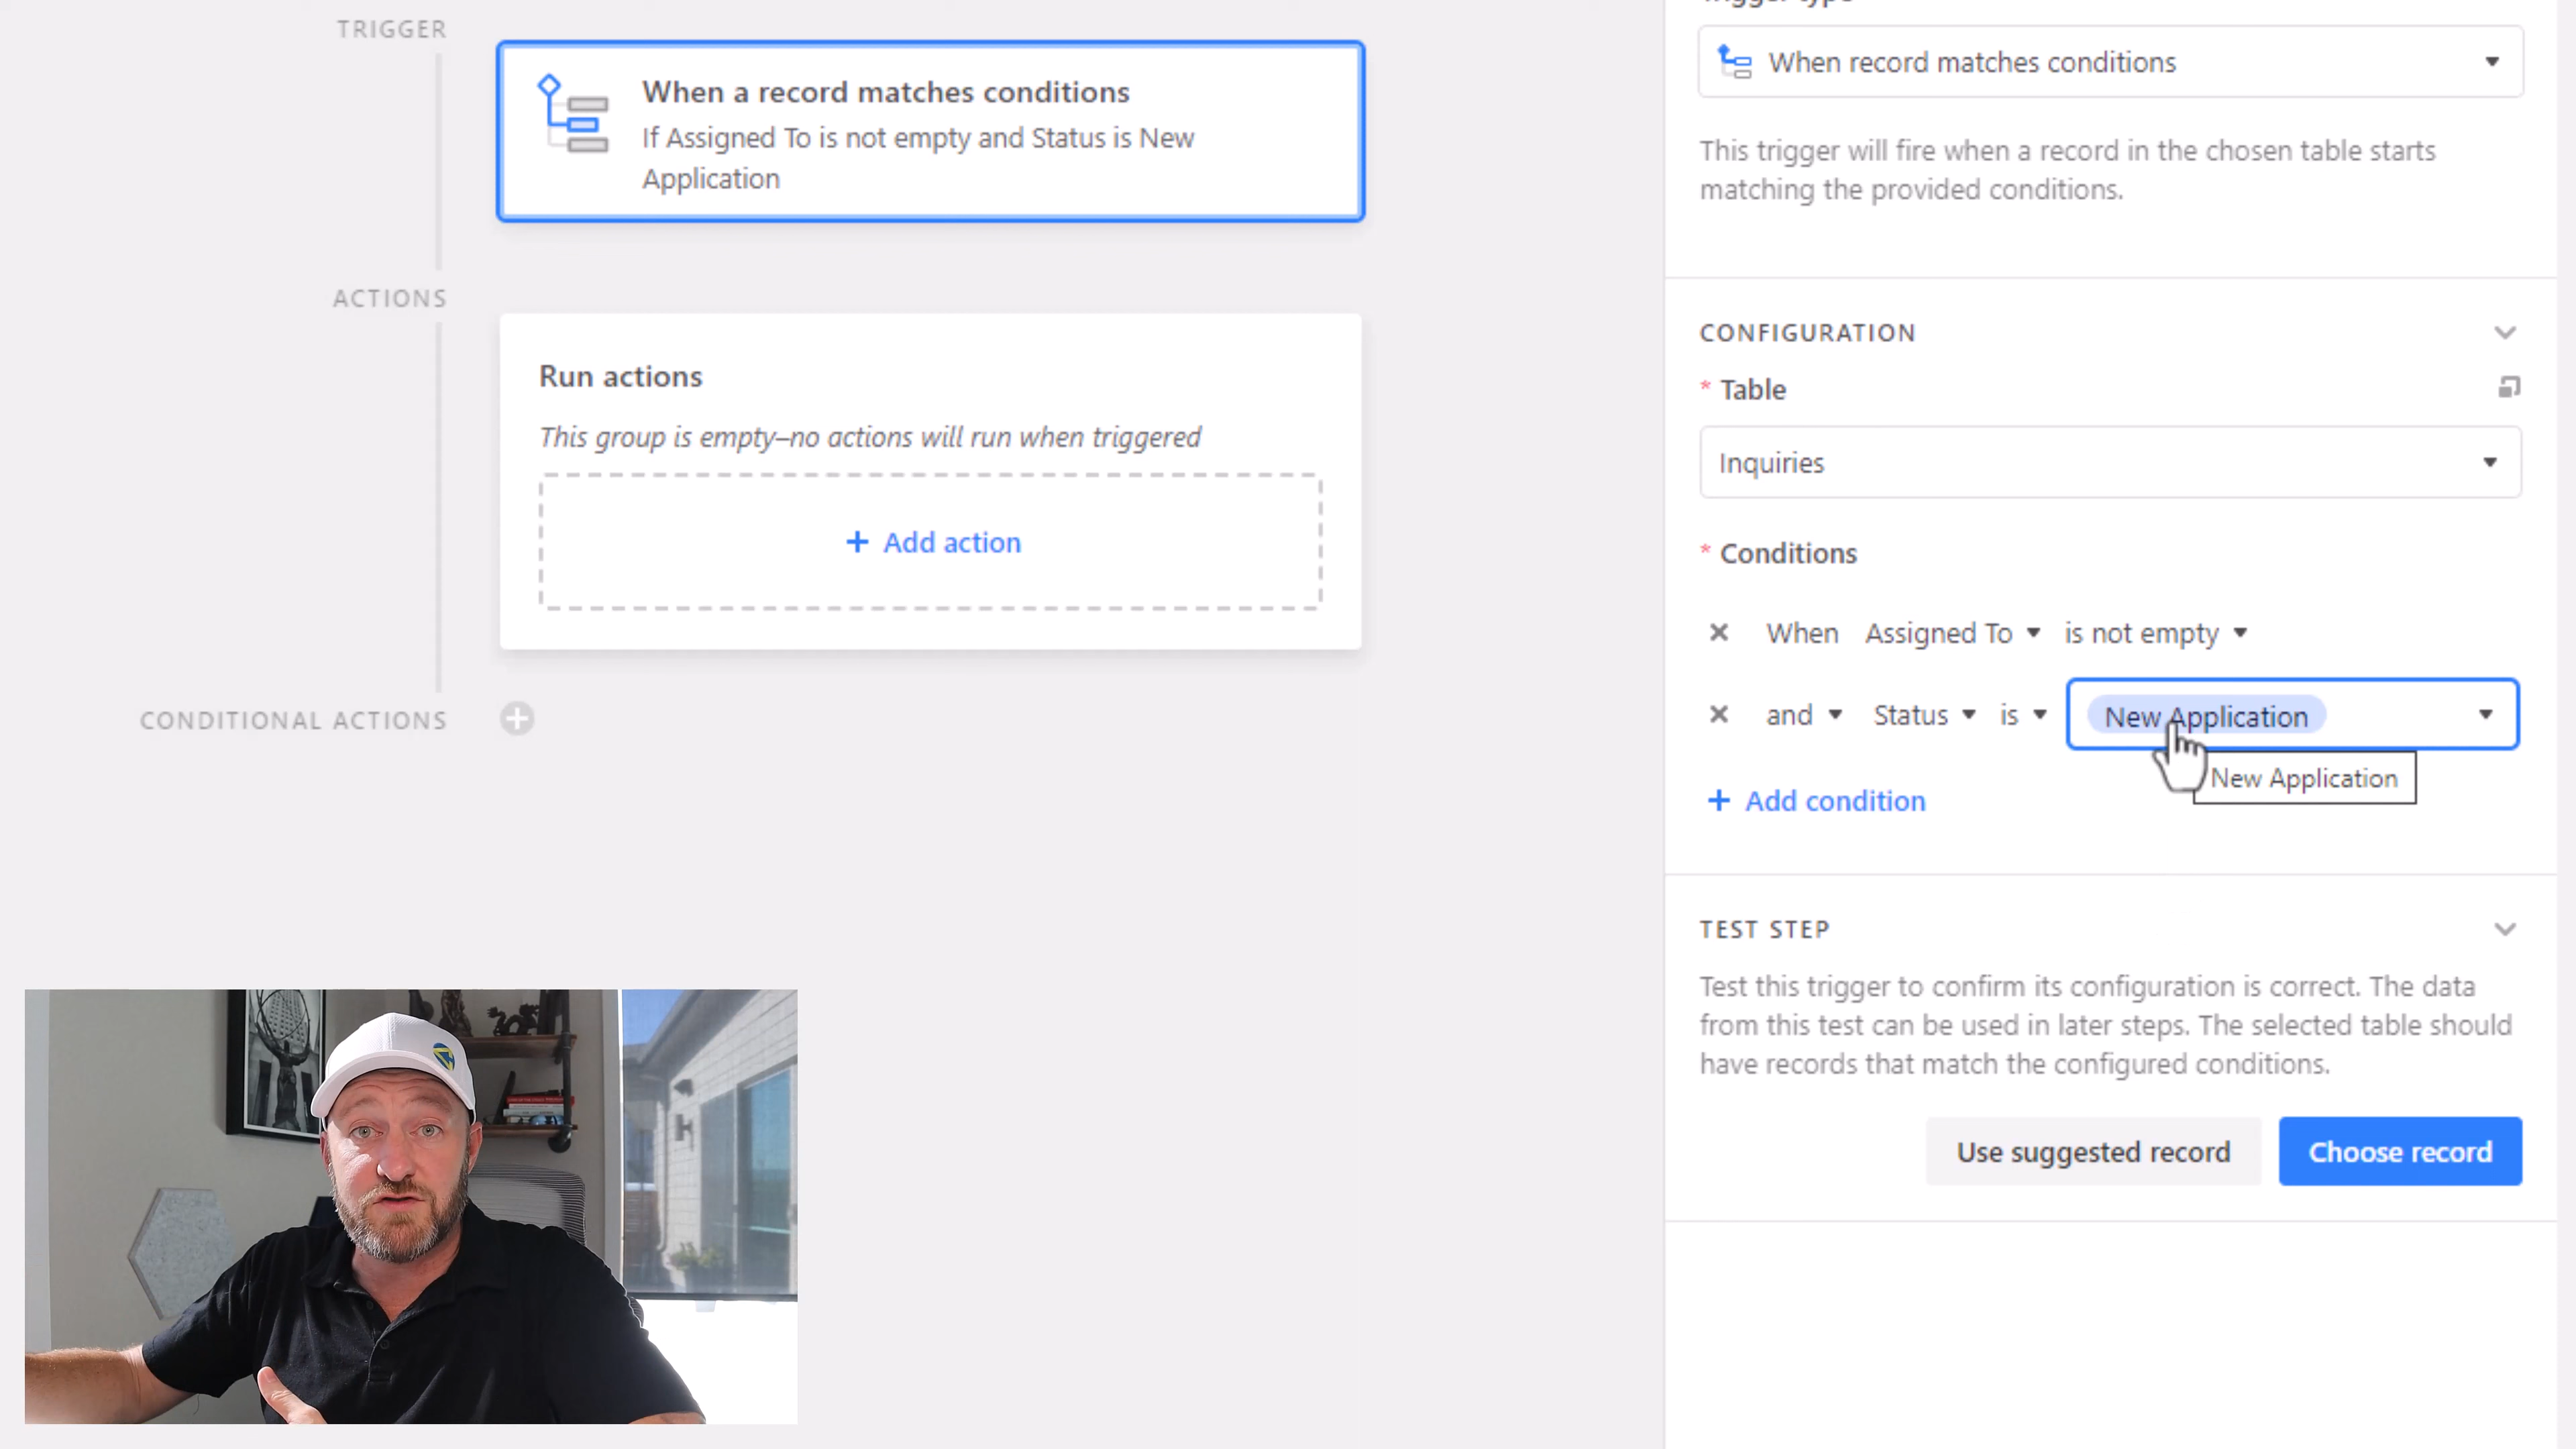 TRIGGER
When a record matches conditions
If Assigned To is not empty and Status is New
Application
ACTIONS
Run actions
This group is empty–no actions will run when triggered
+ Add action
CONDITIONAL ACTIONS
Trigger type
When record matches conditions
This trigger will fire when a record in the chosen table starts
matching the provided conditions.
CONFIGURATION
* Table
Inquiries
* Conditions
When Assigned To is not empty
and Status is New Application
New Application
+ Add condition
TEST STEP
Test this trigger to confirm its configuration is correct. The data
from this test can be used in later steps. The selected table should
have records that match the configured conditions.
Use suggested record
Choose record